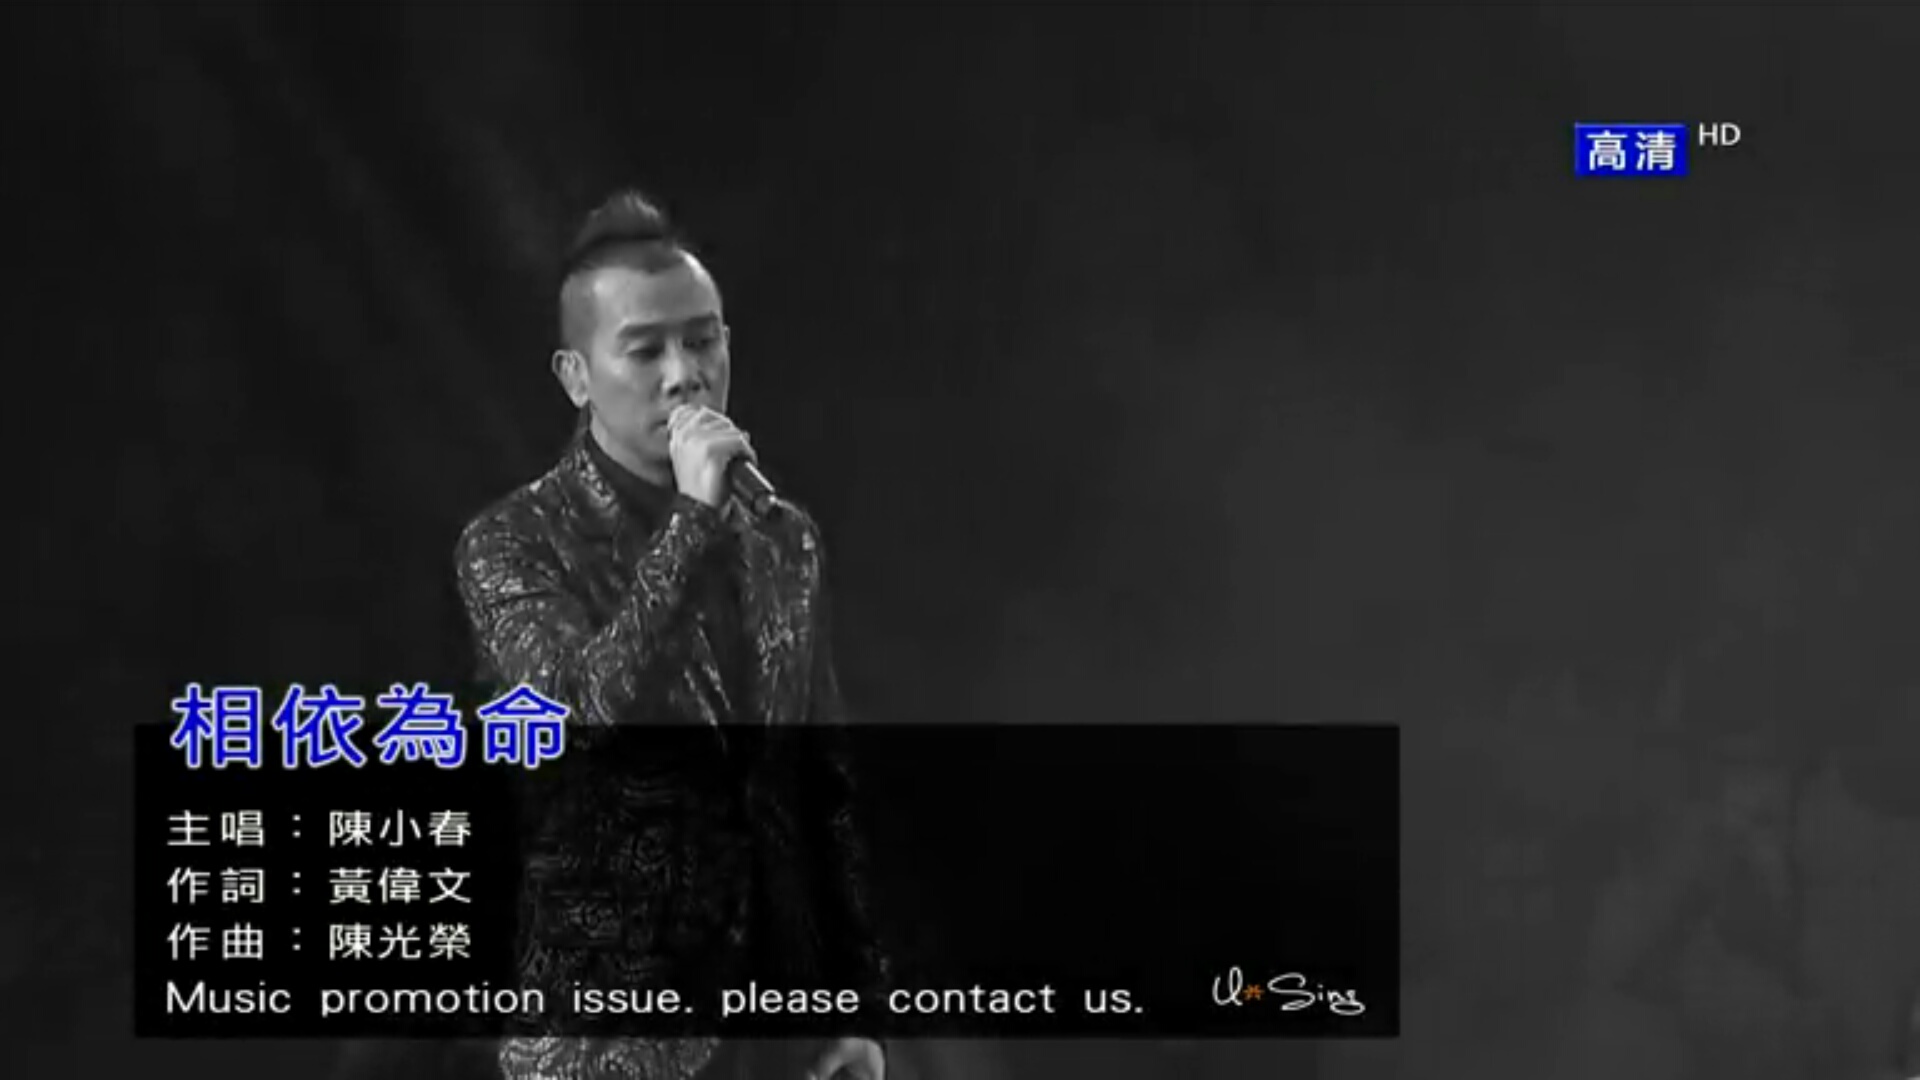 高清 HD
相依為命
主唱：陳小春
作詞：黃偉文
作曲：陳光榮
Music promotion issue. please contact us.
U*Sing